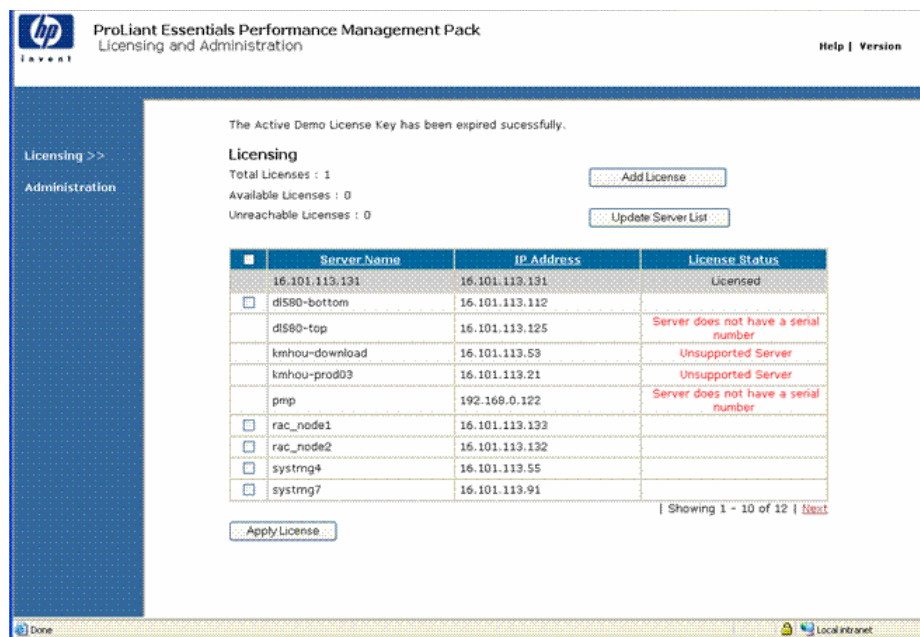 hp
invent
ProLiant Essentials Performance Management Pack
Licensing and Administration
Help | Version
Licensing >>
Administration
The Active Demo License Key has been expired sucessfully.
Licensing
Total Licenses : 1
Add License
Available Licenses : 0
Unreachable Licenses : 0
Update Server List
Server Name IP Address License Status
16.101.113.131 16.101.113.131 Licensed
dl580-bottom 16.101.113.112
dl580-top 16.101.113.125 Server does not have a serial
number
kmhou-download 16.101.113.53 Unsupported Server
kmhou-prod03 16.101.113.21 Unsupported Server
pmp 192.168.0.122 Server does not have a serial
number
rac_node1 16.101.113.133
rac_node2 16.101.113.132
systmg4 16.101.113.55
systmg7 16.101.113.91
| Showing 1 - 10 of 12 | Next
Apply License
Done
Local intranet